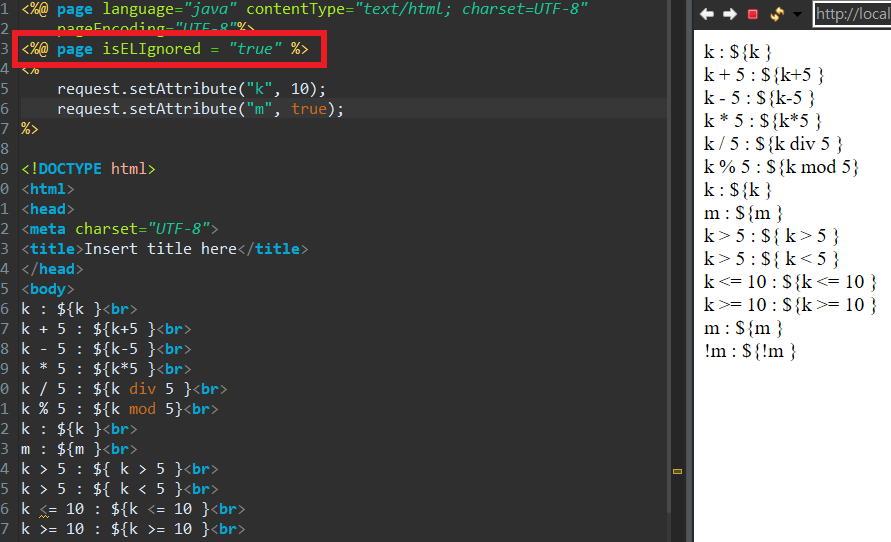 1 <%@ page language="java" contentType="text/html; charset=UTF-8"
2 pageEncoding="UTF-8"%>
3 <%@ page isELIgnored = "true" %>
4 <%
5 request.setAttribute("k", 10);
6 request.setAttribute("m", true);
7 %>
8
9 <!DOCTYPE html>
0 <html>
1 <head>
2 <meta charset="UTF-8">
3 <title>Insert title here</title>
4 </head>
5 <body>
6 k : ${k }<br>
7 k + 5 : ${k+5 }<br>
8 k - 5 : ${k-5 }<br>
9 k * 5 : ${k*5 }<br>
0 k / 5 : ${k div 5 }<br>
1 k % 5 : ${k mod 5}<br>
2 k : ${k }<br>
3 m : ${m }<br>
4 k > 5 : ${ k > 5 }<br>
5 k > 5 : ${ k < 5 }<br>
6 k <= 10 : ${k <= 10 }<br>
7 k >= 10 : ${k >= 10 }<br>
http://local
k : ${k }
k + 5 : ${k+5 }
k - 5 : ${k-5 }
k * 5 : ${k*5 }
k / 5 : ${k div 5 }
k % 5 : ${k mod 5}
k : ${k }
m : ${m }
k > 5 : ${ k > 5 }
k > 5 : ${ k < 5 }
k <= 10 : ${k <= 10 }
k >= 10 : ${k >= 10 }
m : ${m }
!m : ${!m }